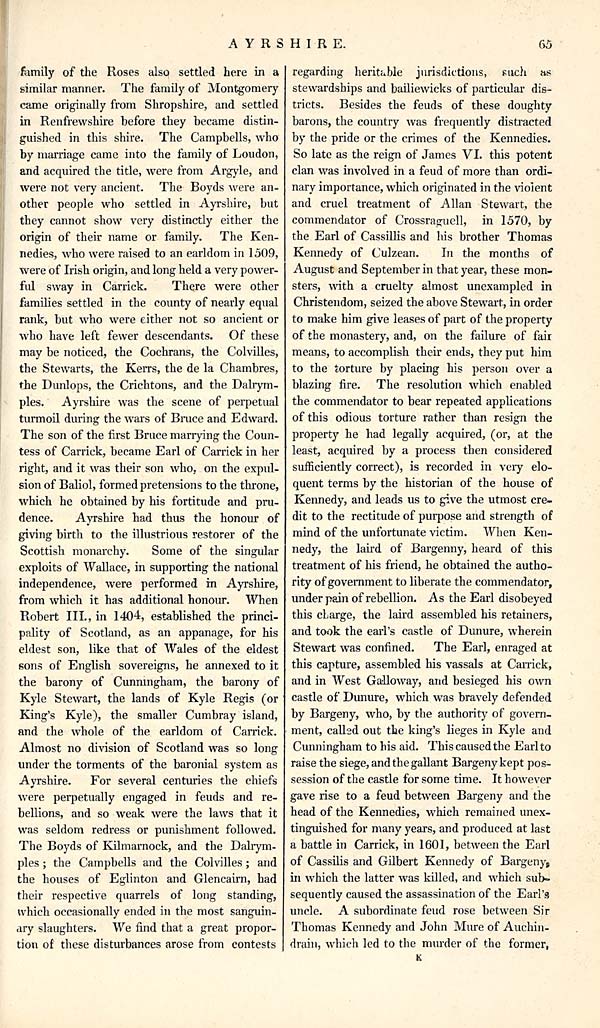 AYRSHIRE.
65
family of the Roses also settled here in a
similar manner. The family of Montgomery
came originally from Shropshire, and settled
in Renfrewshire before they became distin-
guished in this shire. The Campbells, who
by marriage came into the family of Loudon,
and acquired the title, were from Argyle, and
were not very ancient. The Boyds were an-
other people who settled in Ayrshire, but
they cannot show very distinctly either the
origin of their name or family. The Ken-
nedies, who were raised to an earldom in 1509,
were of Irish origin, and long held a very power-
ful sway in Carrick. There were other
families settled in the county of nearly equal
rank, but who were either not so ancient or
who have left fewer descendants. Of these
may be noticed, the Cochrans, the Colvilles,
the Stewarts, the Kerrs, the de la Chambres,
the Dunlops, the Crichtons, and the Dalrym-
ples. Ayrshire was the scene of perpetual
turmoil during the wars of Bruce and Edward.
The son of the first Bruce marrying the Coun-
tess of Carrick, became Earl of Carrick in her
right, and it was their son who, on the expul-
sion of Baliol, formed pretensions to the throne,
which he obtained by his fortitude and pru-
dence. Ayrshire had thus the honour of
giving birth to the illustrious restorer of the
Scottish monarchy. Some of the singular
exploits of Wallace, in supporting the national
independence, were performed in Ayrshire,
from which it has additional honour. When
Robert III., in 1404, established the princi-
pality of Scotland, as an appanage, for his
eldest son, like that of Wales of the eldest
sons of English sovereigns, he annexed to it
the barony of Cunningham, the barony of
Kyle Stewart, the lands of Kyle Regis (or
King's Kyle), the smaller Cumbray island,
and the whole of the earldom of Carrick.
Almost no division of Scotland was so long
under the torments of the baronial system as
Ayrshire. For several centuries the chiefs
were perpetually engaged in feuds and re-
bellions, and so weak were the laws that it
was seldom redress or punishment followed.
The Boyds of Kilmarnock, and the Dalrym-
ples; the Campbells and the Colvilles; and
the houses of Eglinton and Glencairn, had
their respective quarrels of long standing,
which occasionally ended in the most sanguin-
ary slaughters. We find that a great propor-
tion of these disturbances arose from contests
regarding heritable jurisdictions, such as
stewardships and bailiewicks of particular dis-
tricts. Besides the feuds of these doughty
barons, the country was frequently distracted
by the pride or the crimes of the Kennedies.
So late as the reign of James VI. this potent
clan was involved in a feud of more than ordi-
nary importance, which originated in the violent
and cruel treatment of Allan Stewart, the
commendator of Crossraguell, in 1570, by
the Earl of Cassillis and his brother Thomas
Kennedy of Culzean. In the months of
August and September in that year, these mon-
sters, with a cruelty almost unexampled in
Christendom, seized the above Stewart, in order
to make him give leases of part of the property
of the monastery, and, on the failure of fair
means, to accomplish their ends, they put him
to the torture by placing his person over a
blazing fire. The resolution which enabled
the commendator to bear repeated applications
of this odious torture rather than resign the
property he had legally acquired, (or, at the
least, acquired by a process then considered
sufficiently correct), is recorded in very elo-
quent terms by the historian of the house of
Kennedy, and leads us to give the utmost cre-
dit to the rectitude of purpose and strength of
mind of the unfortunate victim. When Ken-
nedy, the laird of Bargenny, heard of this
treatment of his friend, he obtained the autho-
rity of government to liberate the commendator,
under pain of rebellion. As the Earl disobeyed
this charge, the laird assembled his retainers,
and took the earl's castle of Dunure, wherein
Stewart was confined. The Earl, enraged at
this capture, assembled his vassals at Carrick,
and in West Galloway, and besieged his own
castle of Dunure, which was bravely defended
by Bargeny, who, by the authority of govern-
ment, called out the king's lieges in Kyle and
Cunningham to his aid. This caused the Earl to
raise the siege, and the gallant Bargeny kept pos-
session of the castle for some time. It however
gave rise to a feud between Bargeny and the
head of the Kennedies, which remained unex-
tinguished for many years, and produced at last
a battle in Carrick, in 1601, between the Earl
of Cassilis and Gilbert Kennedy of Bargeny,
in which the latter was killed, and which sub-
sequently caused the assassination of the Earl's
uncle. A subordinate feud rose between Sir
Thomas Kennedy and John Mure of Auchin-
drain, which led to the murder of the former,
K